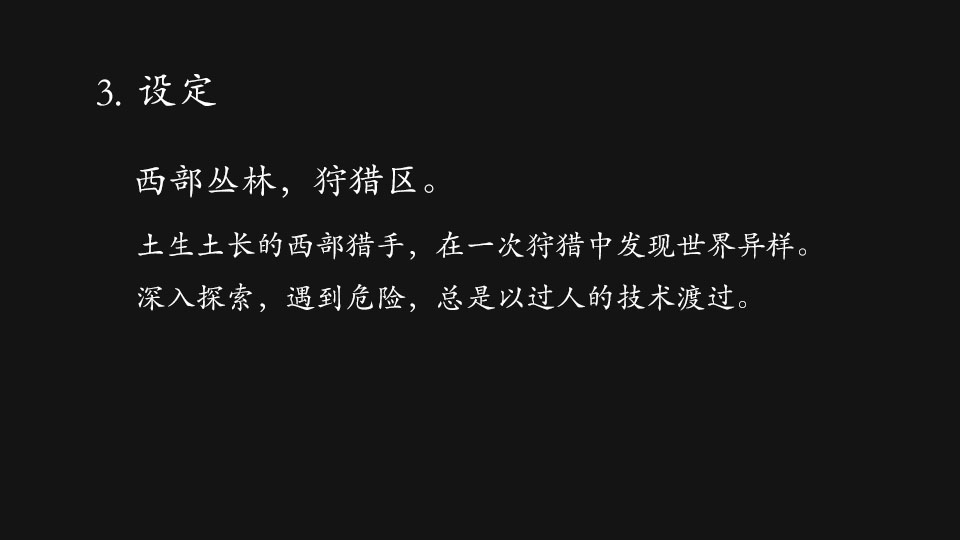 3. 设定
西部丛林，狩猎区。
土生土长的西部猎手，在一次狩猎中发现世界异样。
深入探索，遇到危险，总是以过人的技术渡过。